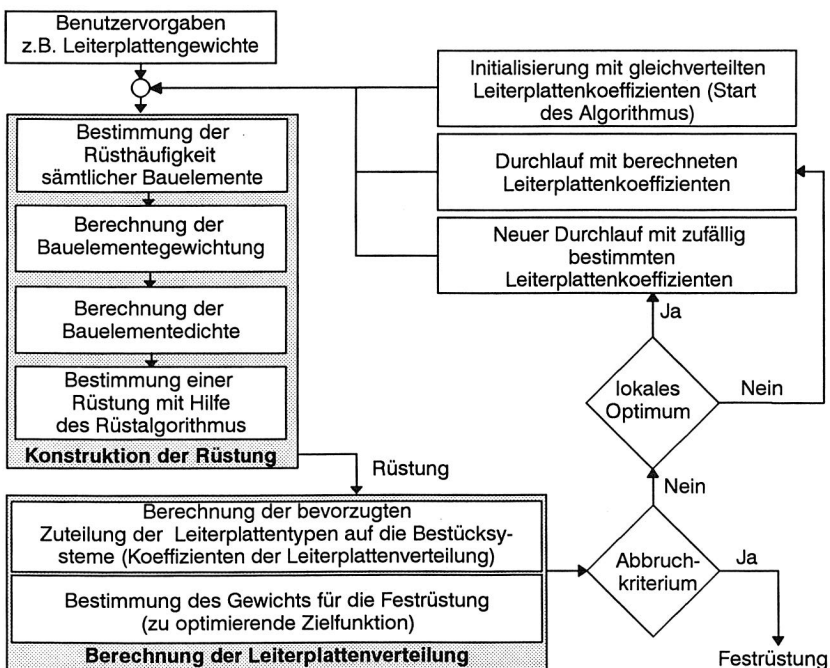 Benutzervorgaben
z.B. Leiterplattengewichte
Initialisierung mit gleichverteilten
Leiterplattenkoeffizienten (Start
des Algorithmus)
Bestimmung der
Rüsthäufigkeit
sämtlicher Bauelemente
Durchlauf mit berechneten
Leiterplattenkoeffizienten
Berechnung der
Bauelementegewichtung
Neuer Durchlauf mit zufällig
bestimmten
Leiterplattenkoeffizienten
Berechnung der
Bauelementedichte
Ja
Bestimmung einer
Rüstung mit Hilfe
des Rüstalgorithmus
lokales
Optimum
Nein
Konstruktion der Rüstung
Rüstung
Nein
Berechnung der bevorzugten
Zuteilung der Leiterplattentypen auf die Bestücksy-
steme (Koeffizienten der Leiterplattenverteilung)
Abbruch-
kriterium
Ja
Bestimmung des Gewichts für die Festrüstung
(zu optimierende Zielfunktion)
Berechnung der Leiterplattenverteilung
Festrüstung